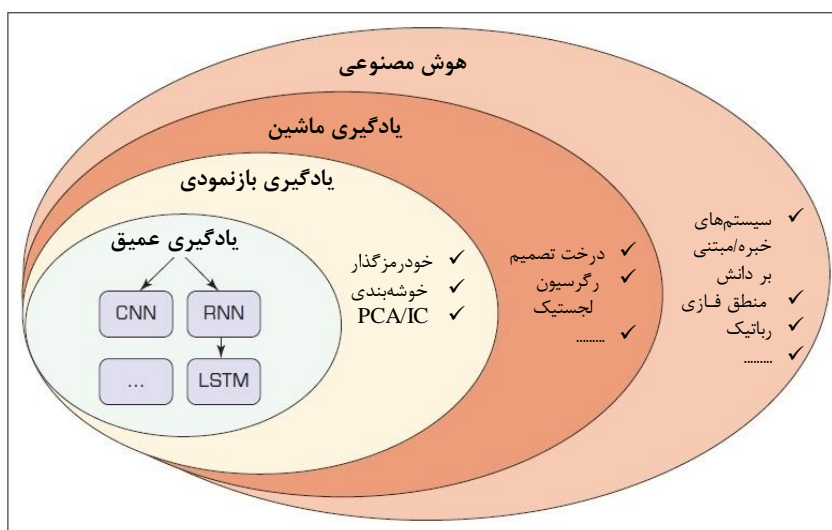 هوش مصنوعی
یادگیری ماشین
یادگیری بازنمودی
یادگیری عمیق
CNN
RNN
...
LSTM
خودرمزگذار
خوشه‌بندی
PCA/IC
درخت تصمیم
رگرسیون
لجستیک
.........
سیستم‌های
خبره/مبتنی
بر دانش
منطق فـازی
رباتیک
.........